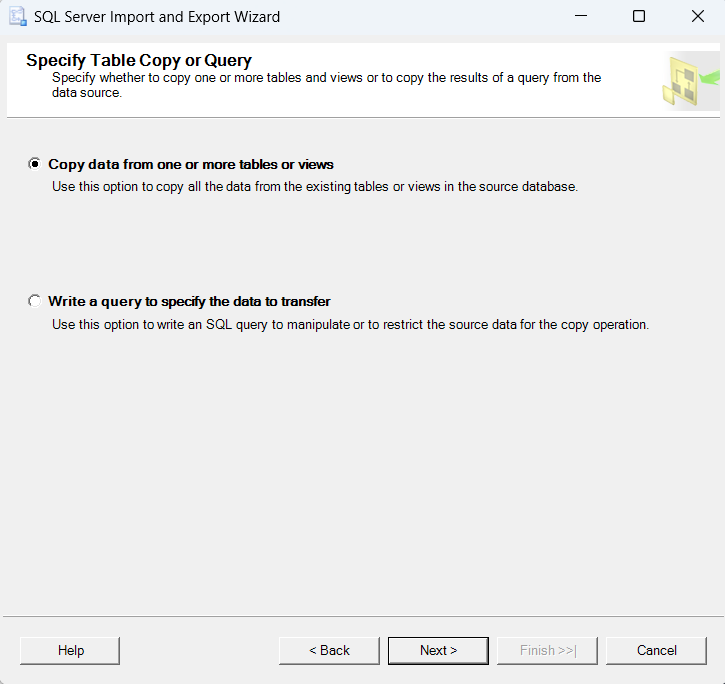 SQL Server Import and Export Wizard
Specify Table Copy or Query
Specify whether to copy one or more tables and views or to copy the results of a query from the
data source.
Copy data from one or more tables or views
Use this option to copy all the data from the existing tables or views in the source database.
Write a query to specify the data to transfer
Use this option to write an SQL query to manipulate or to restrict the source data for the copy operation.
Help
< Back
Next >
Finish >>|
Cancel